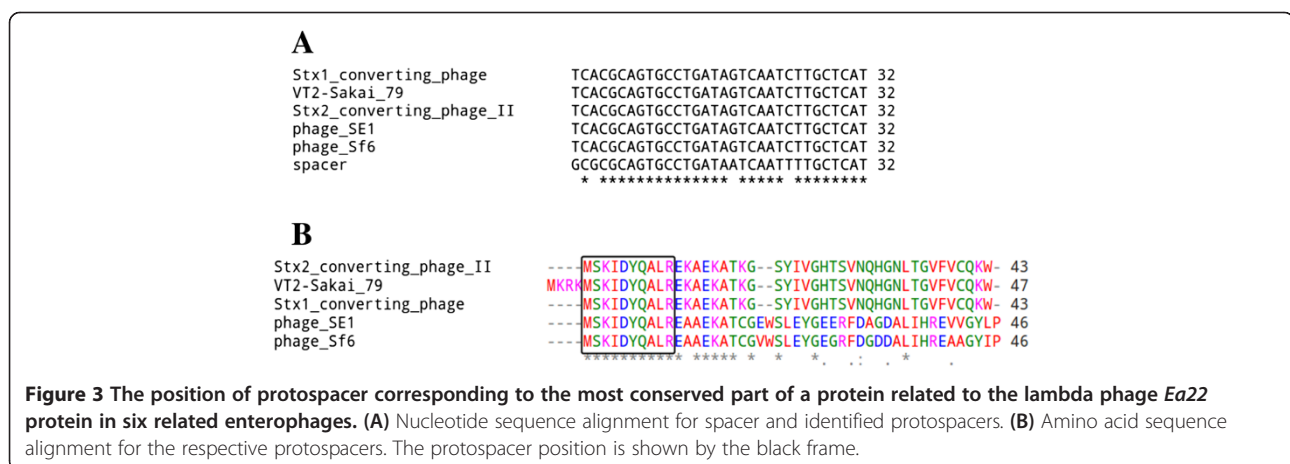 A
Stx1_converting_phage TCACGCAGTGCCTGATAGTCAATCTTGCTCAT 32
VT2-Sakai_79 TCACGCAGTGCCTGATAGTCAATCTTGCTCAT 32
Stx2_converting_phage_II TCACGCAGTGCCTGATAGTCAATCTTGCTCAT 32
phage_SE1 TCACGCAGTGCCTGATAGTCAATCTTGCTCAT 32
phage_Sf6 TCACGCAGTGCCTGATAGTCAATCTTGCTCAT 32
spacer GCGCGCAGTGCCTGATAATCAATTTTGCTCAT 32
* ************* ***** ********
B
Stx2_converting_phage_II ----MSKIDYQALREKAEKATKG--SYIVGHTSVNQHGNLTGVFVCQKW- 43
VT2-Sakai_79 MKRKMSKIDYQALREKAEKATKG--SYIVGHTSVNQHGNLTGVFVCQKW- 47
Stx1_converting_phage ----MSKIDYQALREKAEKATKG--SYIVGHTSVNQHGNLTGVFVCQKW- 43
phage_SE1 ----MSKIDYQALREAAEKATCGEWSLEYGEERFDAGDALIHREVVGYLP 46
phage_Sf6 ----MSKIDYQALREAAEKATCGVWSLEYGEGRFDGDDALIHREAAGYIP 46
*********** ***** * * *. .: . * .
Figure 3 The position of protospacer corresponding to the most conserved part of a protein related to the lambda phage Ea22
protein in six related enterophages. (A) Nucleotide sequence alignment for spacer and identified protospacers. (B) Amino acid sequence
alignment for the respective protospacers. The protospacer position is shown by the black frame.